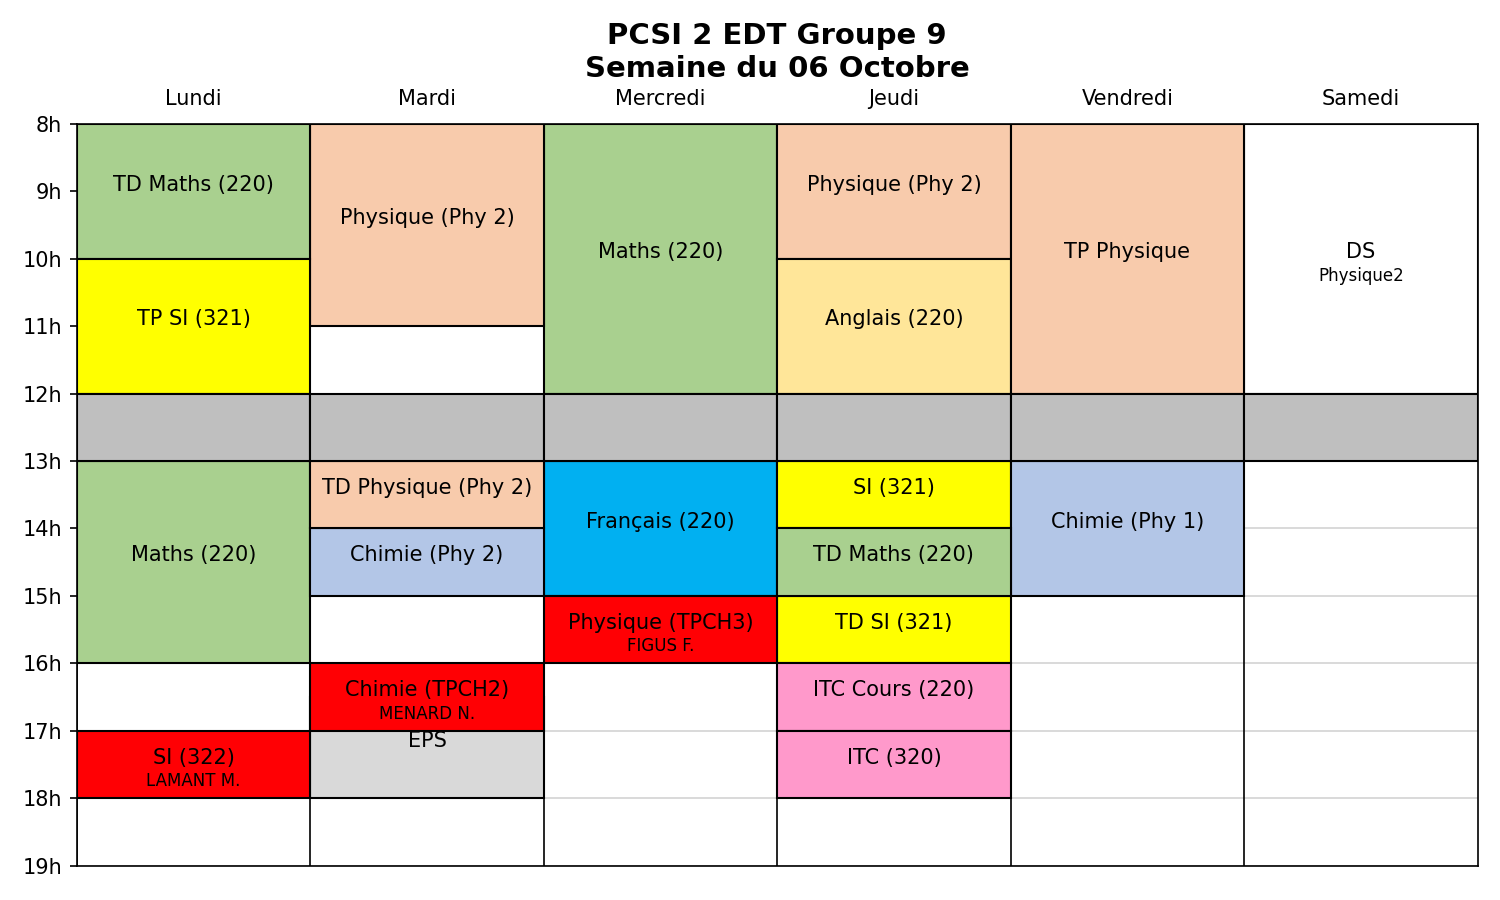 PCSI 2 EDT Groupe 9
Semaine du 06 Octobre
Lundi Mardi Mercredi Jeudi Vendredi Samedi
8h
TD Maths (220) Physique (Phy 2)
9h
Physique (Phy 2)
Maths (220) TP Physique DS
10h
Physique2
TP SI (321) Anglais (220)
11h
12h
13h
TD Physique (Phy 2) SI (321)
Français (220) Chimie (Phy 1)
14h
Maths (220) Chimie (Phy 2) TD Maths (220)
15h
Physique (TPCH3) TD SI (321)
FIGUS F.
16h
Chimie (TPCH2) ITC Cours (220)
MENARD N.
17h
EPS
SI (322) ITC (320)
LAMANT M.
18h
19h